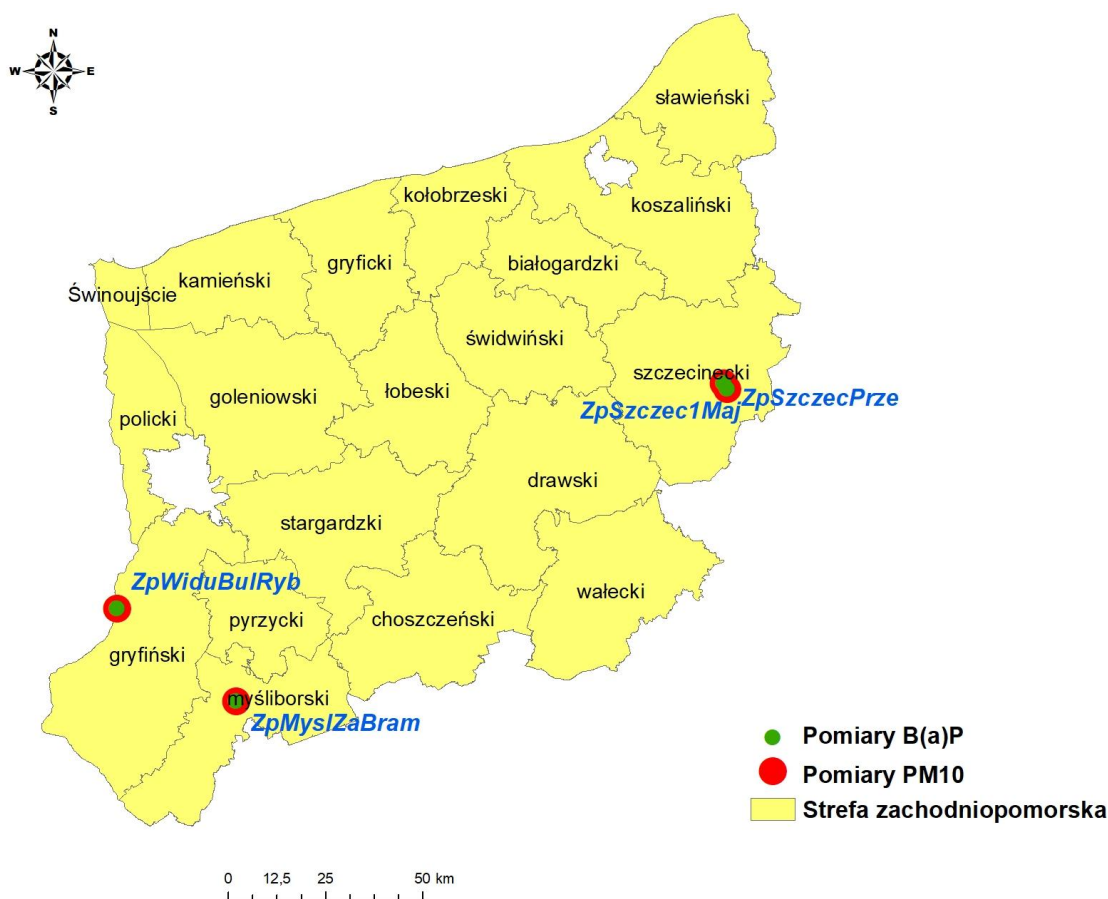 N
W E
S
sławieński
kołobrzeski
koszaliński
gryficki
białogardzki
kamieński
Świnoujście
świdwiński
szczecinecki
łobeski
goleniowski
ZpSzczecPrze
ZpSzczec1Maj
policki
drawski
stargardzki
ZpWiduBulRyb
wałecki
choszczeński
pyrzycki
gryfiński
myśliborski
ZpMyslZaBram
Pomiary B(a)P
Pomiary PM10
Strefa zachodniopomorska
0 12,5 25 50 km